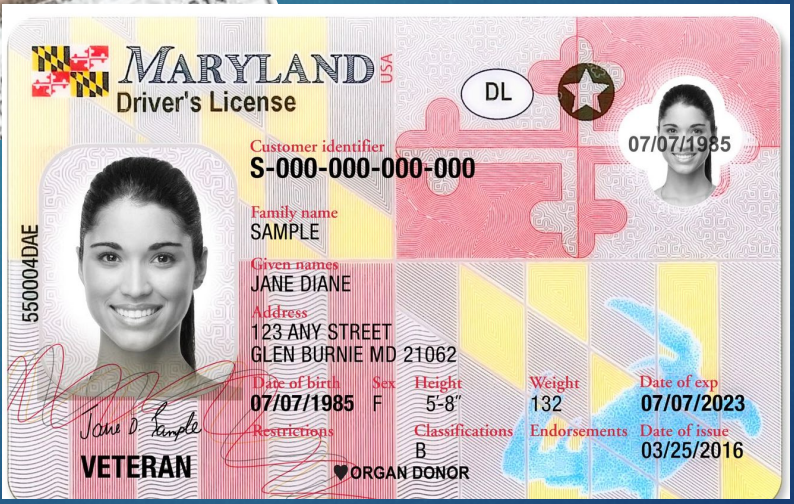 MARYLAND USA
Driver's License
DL
07/07/1985
Customer identifier
S-000-000-000-000
Family name
SAMPLE
Given names
JANE DIANE
Address
123 ANY STREET
GLEN BURNIE MD 21062
Date of birth Sex Height Weight Date of exp
07/07/1985 F 5'-8" 132 07/07/2023
Restrictions Classifications Endorsements Date of issue
B 03/25/2016
♥ORGAN DONOR
550004DAE
Jane D Sample
VETERAN